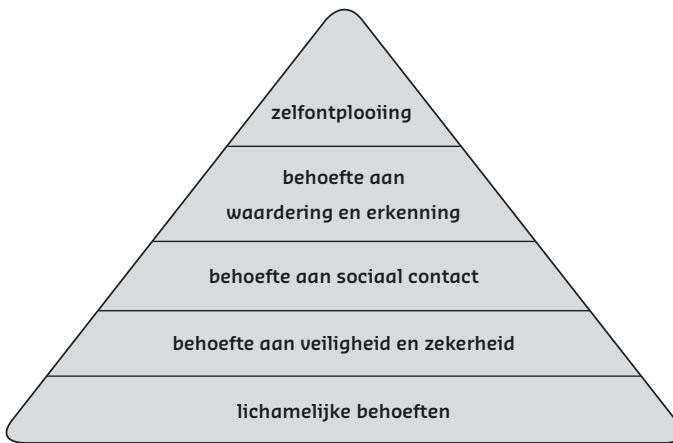 zelfontplooiing
behoefte aan
waardering en erkenning
behoefte aan sociaal contact
behoefte aan veiligheid en zekerheid
lichamelijke behoeften